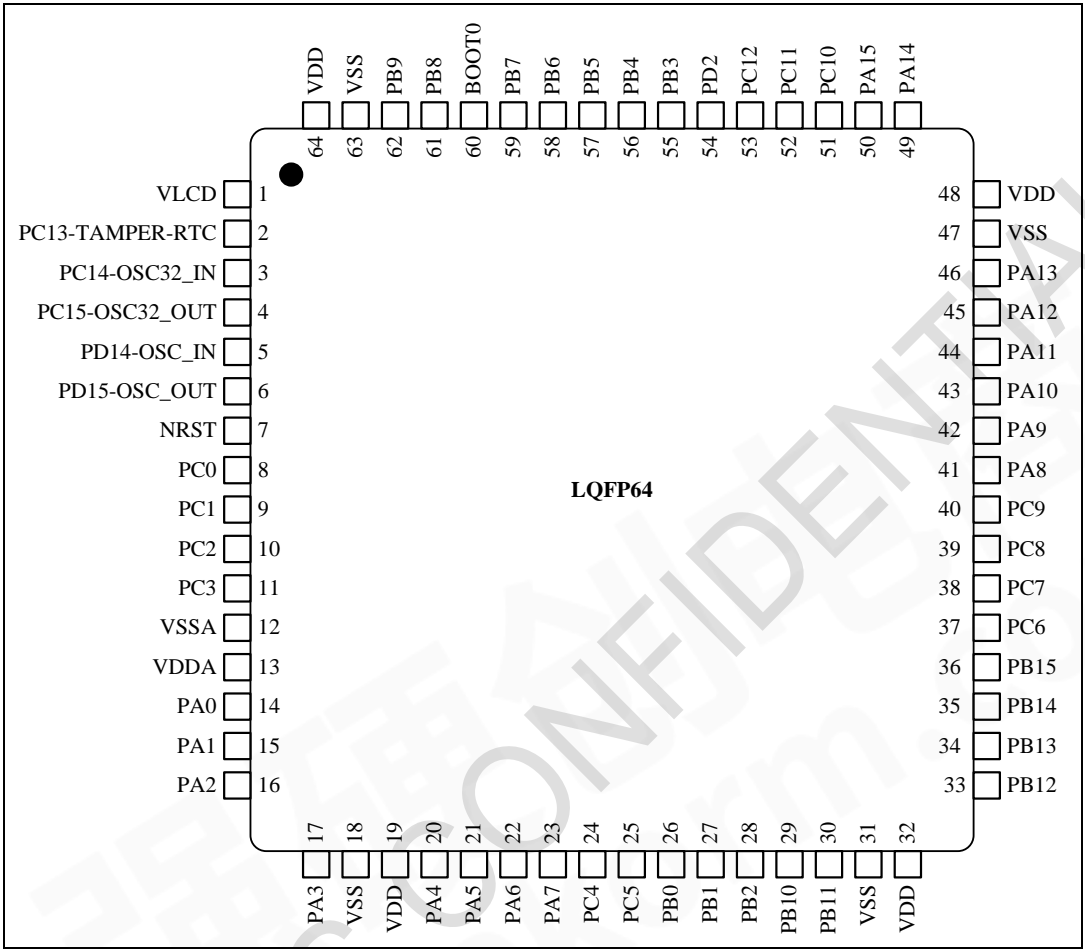 VDD VSS PB9 PB8 BOOT0 PB7 PB6 PB5 PB4 PB3 PD2 PC12 PC11 PC10 PA15 PA14
64 63 62 61 60 59 58 57 56 55 54 53 52 51 50 49
VLCD 1 48 VDD
PC13-TAMPER-RTC 2 47 VSS
PC14-OSC32_IN 3 46 PA13
PC15-OSC32_OUT 4 45 PA12
PD14-OSC_IN 5 44 PA11
PD15-OSC_OUT 6 43 PA10
NRST 7 42 PA9
PC0 8 41 PA8
LQFP64
PC1 9 40 PC9
PC2 10 39 PC8
PC3 11 38 PC7
VSSA 12 37 PC6
VDDA 13 36 PB15
PA0 14 35 PB14
PA1 15 34 PB13
PA2 16 33 PB12
17 18 19 20 21 22 23 24 25 26 27 28 29 30 31 32
PA3 VSS VDD PA4 PA5 PA6 PA7 PC4 PC5 PB0 PB1 PB2 PB10 PB11 VSS VDD
CONFIDENTIAL